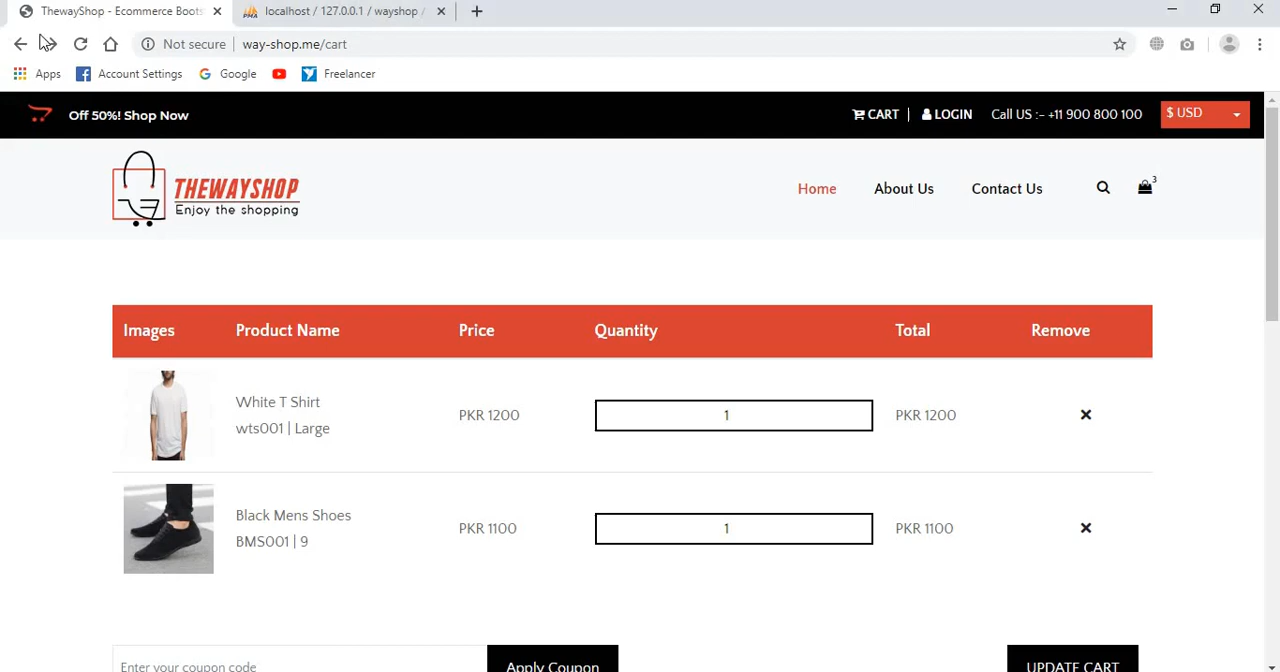 ThewayShop - Ecommerce Boots
localhost / 127.0.0.1 / wayshop /
Not secure | way-shop.me/cart
Apps Account Settings Google Freelancer
Off 50%! Shop Now
CART | LOGIN Call US :- +11 900 800 100 $ USD
THEWAYSHOP
Enjoy the shopping
Home About Us Contact Us 3
Images Product Name Price Quantity Total Remove
White T Shirt
wts001 | Large
PKR 1200 1 PKR 1200
Black Mens Shoes
BMS001 | 9
PKR 1100 1 PKR 1100
Enter your coupon code Apply Coupon UPDATE CART